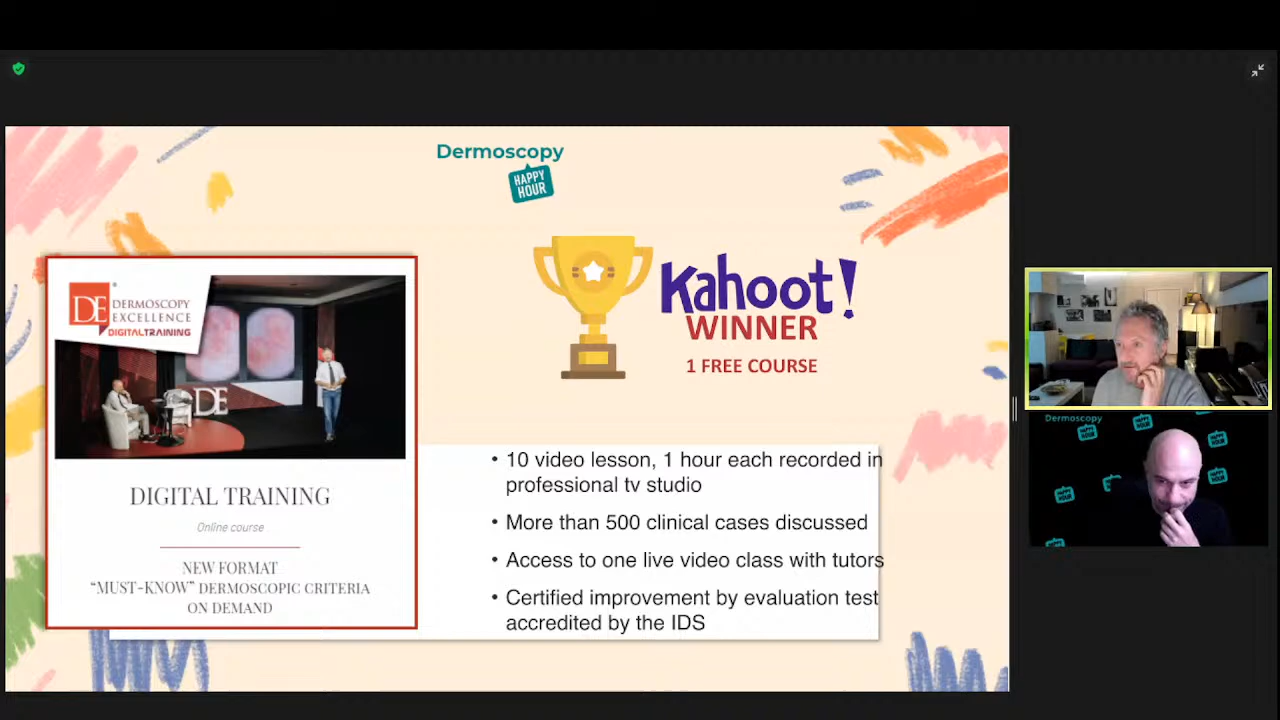 Dermoscopy
HAPPY
HOUR
DE®
DERMOSCOPY
EXCELLENCE
DIGITALTRAINING
DE
DIGITAL TRAINING
Online course
NEW FORMAT
“MUST-KNOW” DERMOSCOPIC CRITERIA
ON DEMAND
Kahoot!
WINNER
1 FREE COURSE
• 10 video lesson, 1 hour each recorded in
professional tv studio
• More than 500 clinical cases discussed
• Access to one live video class with tutors
• Certified improvement by evaluation test
accredited by the IDS
Dermoscopy